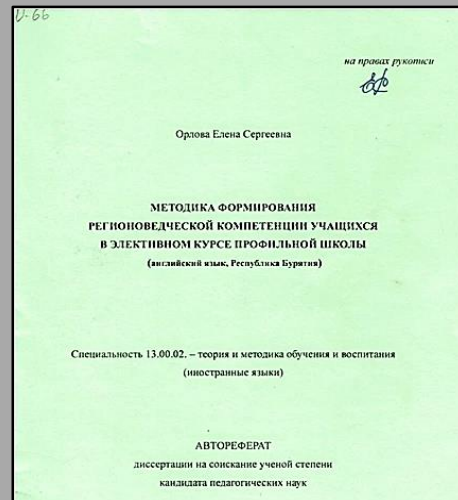 на правах рукописи
Орлова Елена Сергеевна
МЕТОДИКА ФОРМИРОВАНИЯ
РЕГИОНОВЕДЧЕСКОЙ КОМПЕТЕНЦИИ УЧАЩИХСЯ
В ЭЛЕКТИВНОМ КУРСЕ ПРОФИЛЬНОЙ ШКОЛЫ
(английский язык, Республика Бурятия)
Специальность 13.00.02. – теория и методика обучения и воспитания
(иностранные языки)
АВТОРЕФЕРАТ
диссертации на соискание ученой степени
кандидата педагогических наук